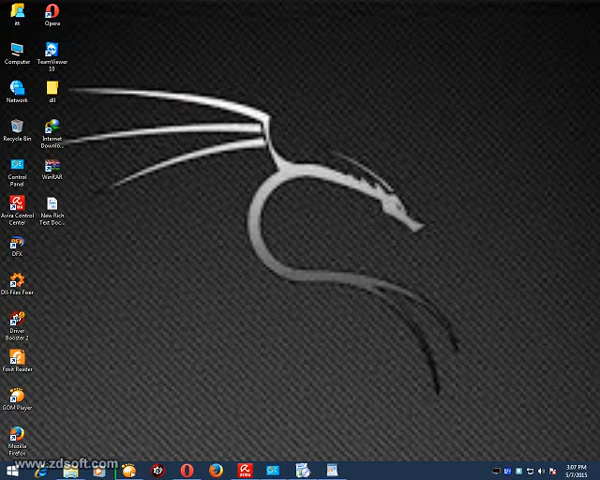 Opera
Computer
TeamViewer
10
Network
dll
Recycle Bin
Internet
Downlo...
Control
Panel
WinRAR
Avira Control
Center
New Rich
Text Doc...
DFX
Dll-Files Fixer
Driver
Booster 2
Foxit Reader
GOM Player
Mozilla
Firefox
www.zdsoft.com
AVIRA
3:07 PM
5/7/2015